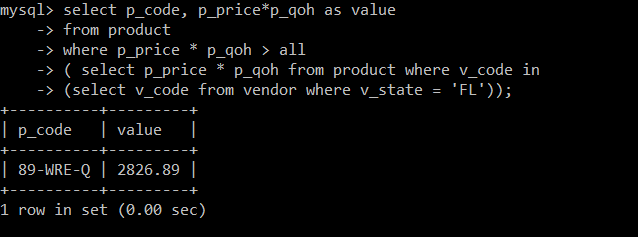 mysql> select p_code, p_price*p_qoh as value
-> from product
-> where p_price * p_qoh > all
-> ( select p_price * p_qoh from product where v_code in
-> (select v_code from vendor where v_state = 'FL'));
+----------+---------+
| p_code   | value   |
+----------+---------+
| 89-WRE-Q | 2826.89 |
+----------+---------+
1 row in set (0.00 sec)